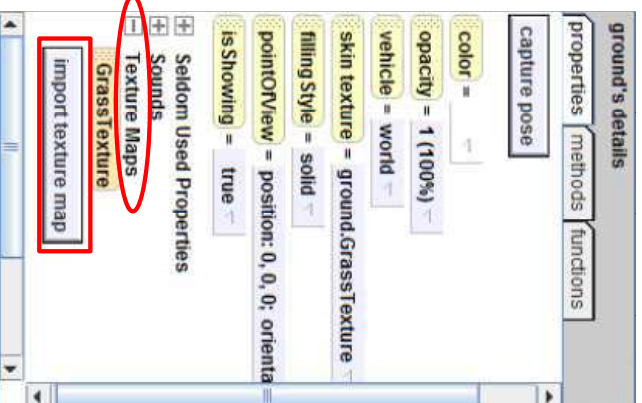 ground's details
properties methods functions
capture pose
color =
opacity = 1 (100%)
vehicle = world
skin texture = ground.GrassTexture
fillingStyle = solid
pointOfView = position: 0, 0, 0; orienta
isShowing = true
+ Seldom Used Properties
+ Sounds
− Texture Maps
GrassTexture
import texture map